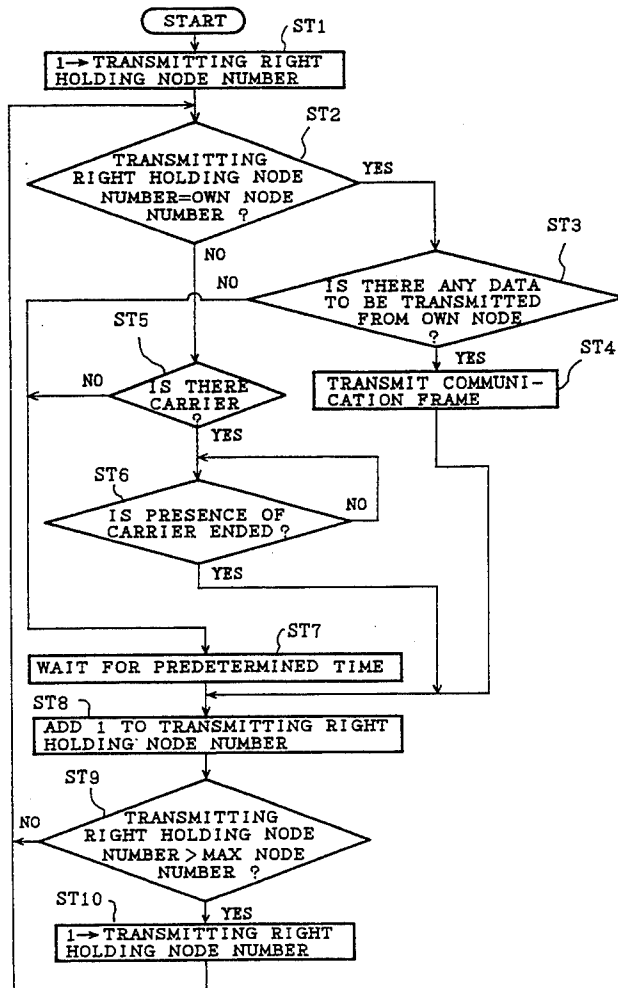 START
ST1
1→TRANSMITTING RIGHT
HOLDING NODE NUMBER
ST2
TRANSMITTING
RIGHT HOLDING NODE
NUMBER=OWN NODE
NUMBER ?
YES
NO
ST3
IS THERE ANY DATA
TO BE TRANSMITTED
FROM OWN NODE
?
NO
YES
ST4
TRANSMIT COMMUNI-
CATION FRAME
ST5
IS THERE
CARRIER
?
NO
YES
ST6
IS PRESENCE OF
CARRIER ENDED?
NO
YES
ST7
WAIT FOR PREDETERMINED TIME
ST8
ADD 1 TO TRANSMITTING RIGHT
HOLDING NODE NUMBER
ST9
TRANSMITTING
RIGHT HOLDING NODE
NUMBER>MAX NODE
NUMBER ?
NO
YES
ST10
1→TRANSMITTING RIGHT
HOLDING NODE NUMBER